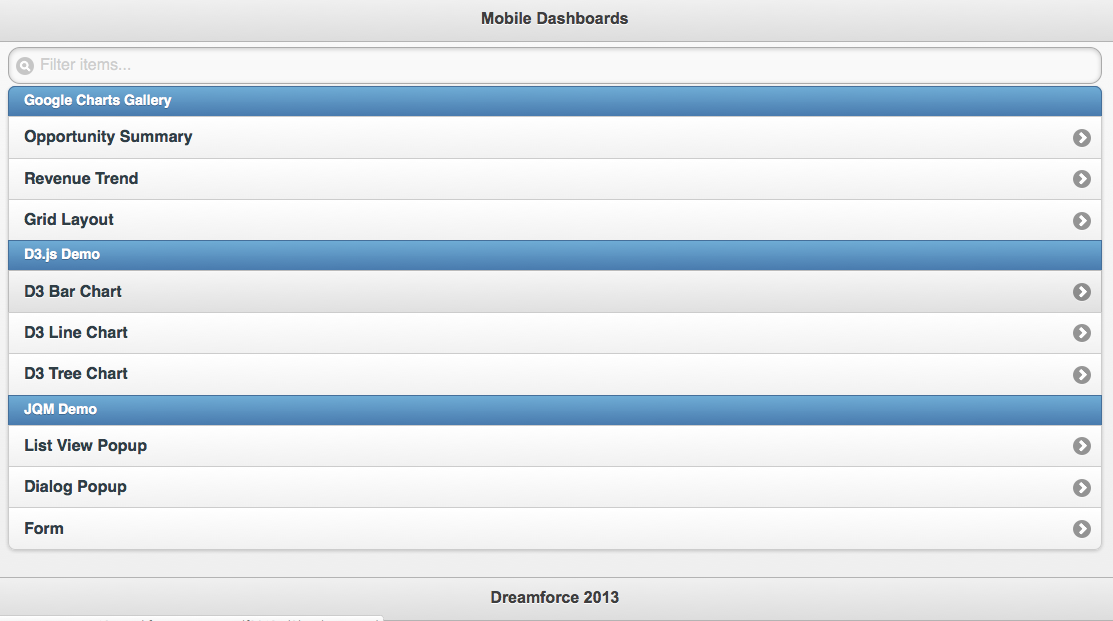 Mobile Dashboards
Filter items...
Google Charts Gallery
Opportunity Summary
Revenue Trend
Grid Layout
D3.js Demo
D3 Bar Chart
D3 Line Chart
D3 Tree Chart
JQM Demo
List View Popup
Dialog Popup
Form
Dreamforce 2013